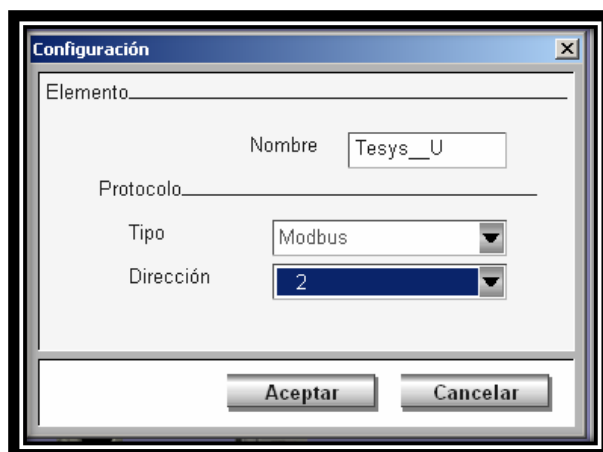 Configuración
Elemento
Nombre Tesys__U
Protocolo
Tipo Modbus
Dirección 2
Aceptar Cancelar